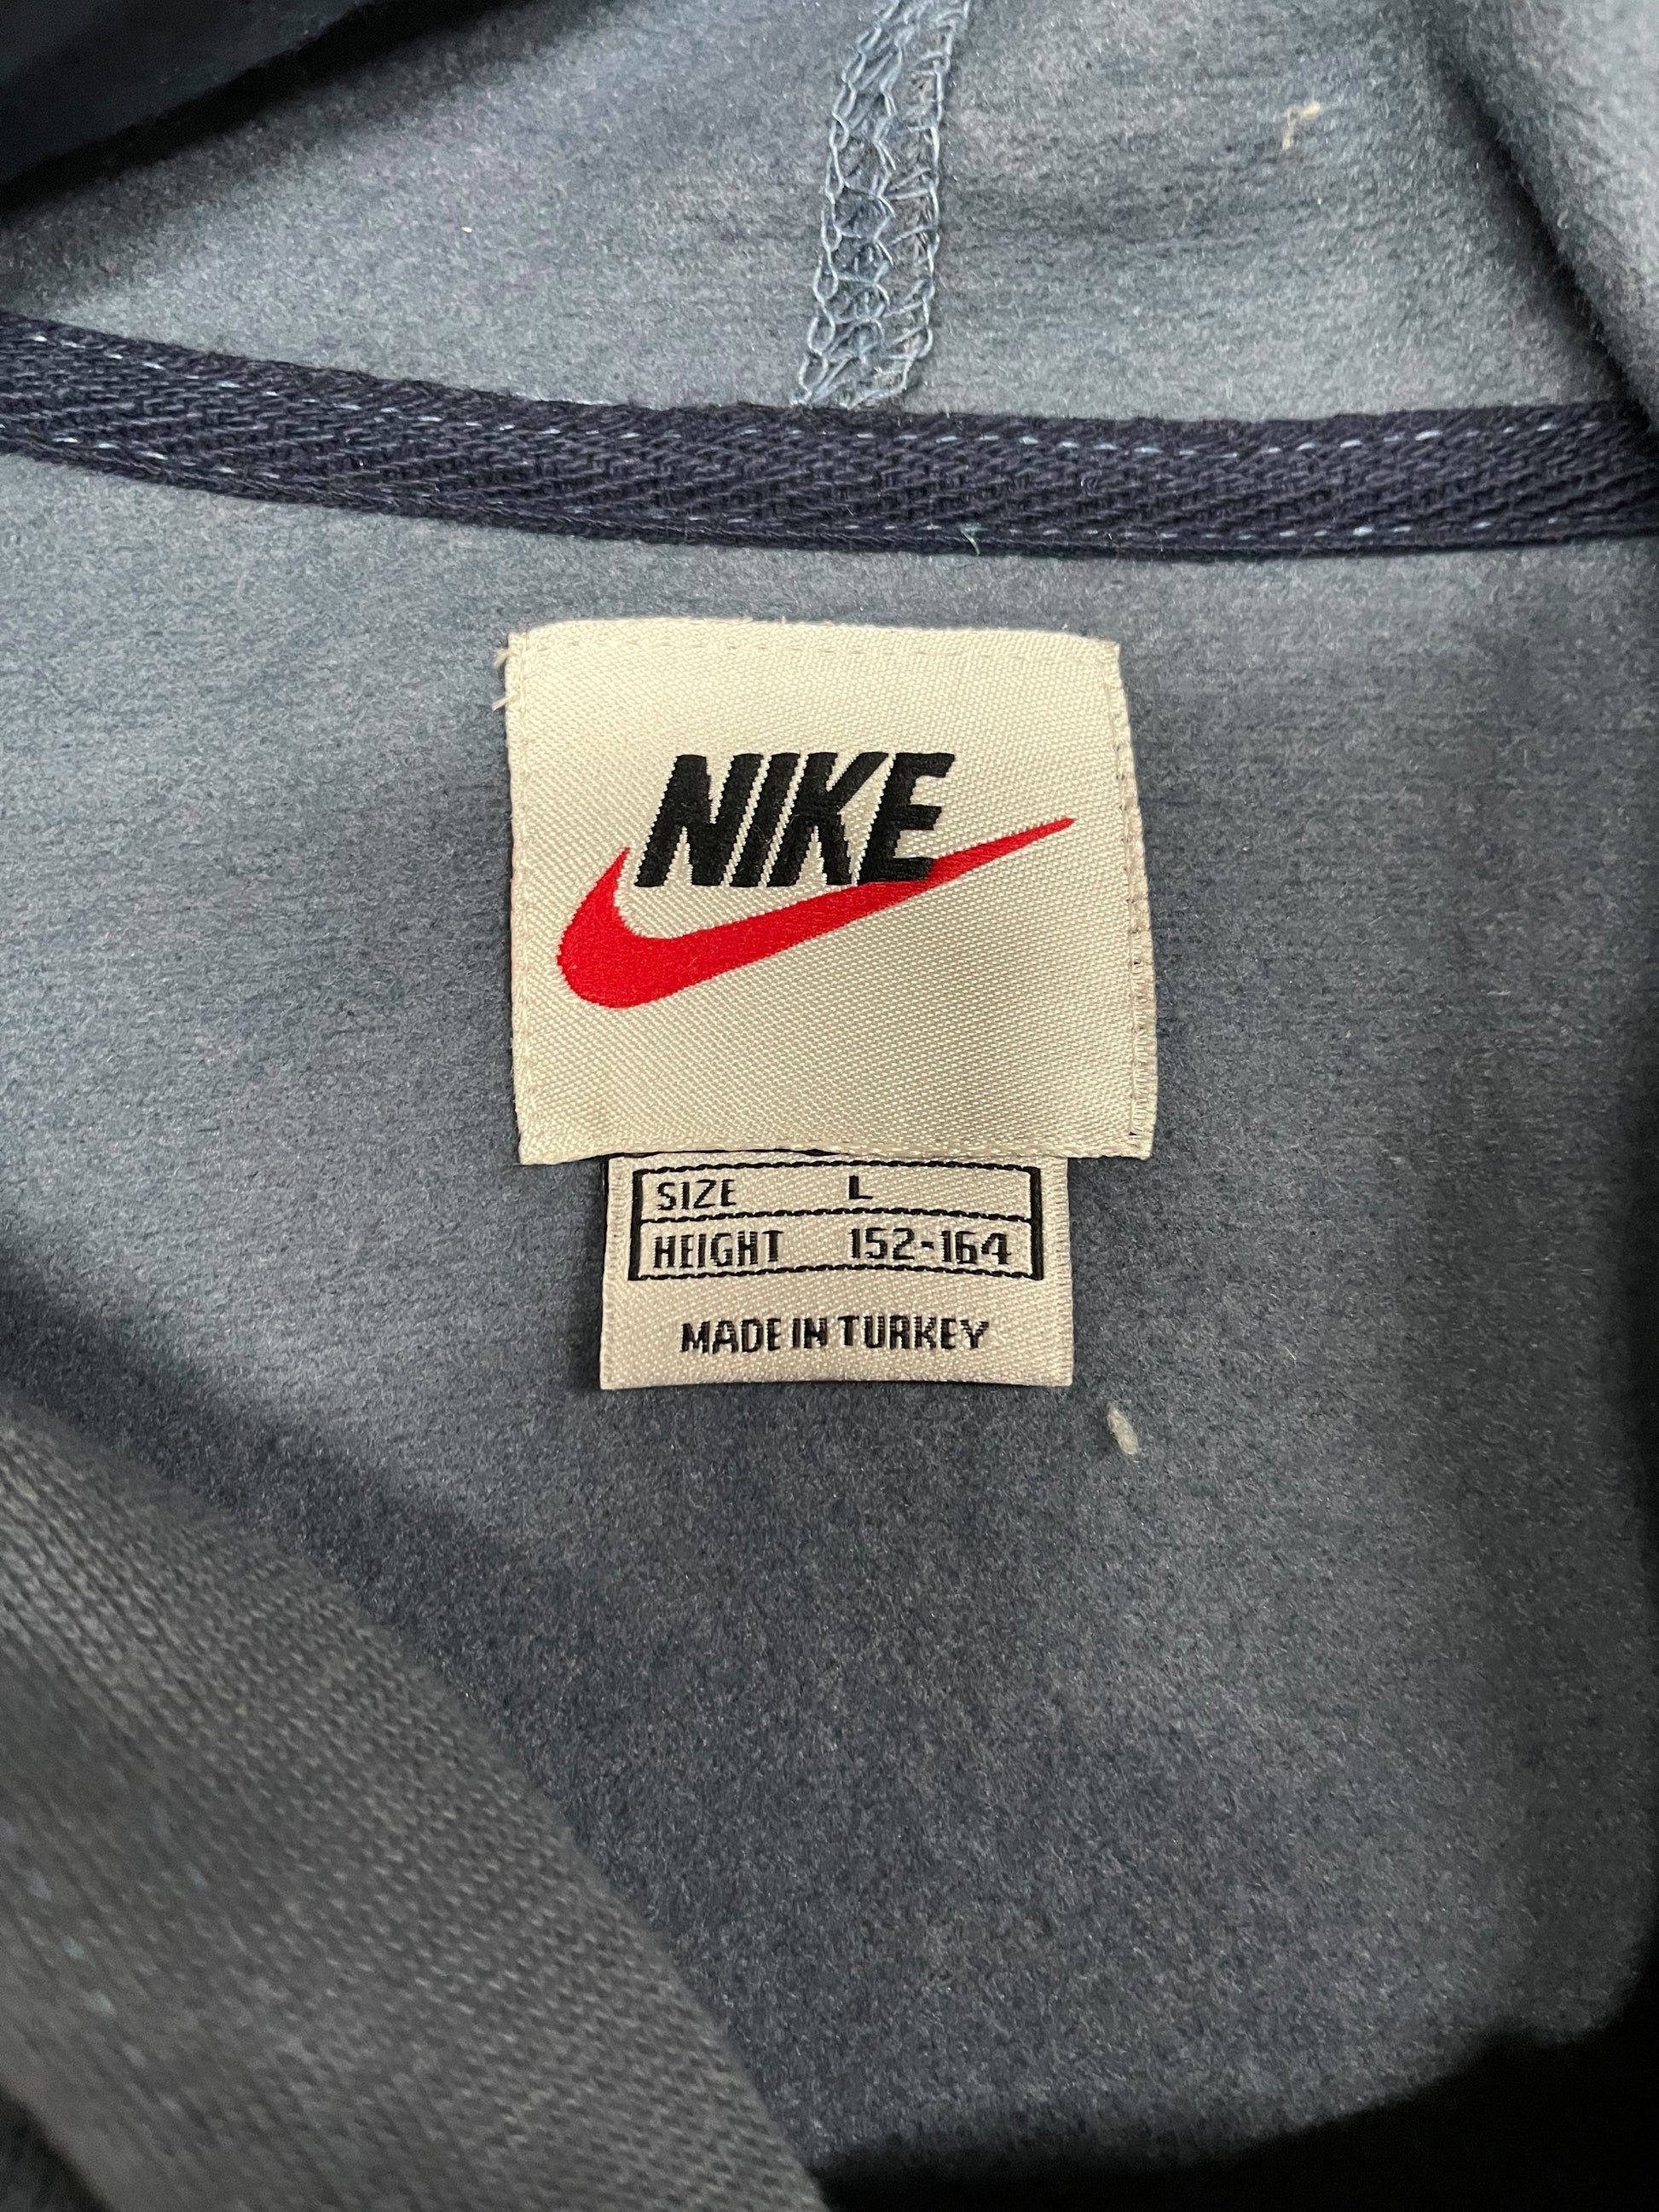 NIKE
SIZE L
HEIGHT 152-164
MADE IN TURKEY